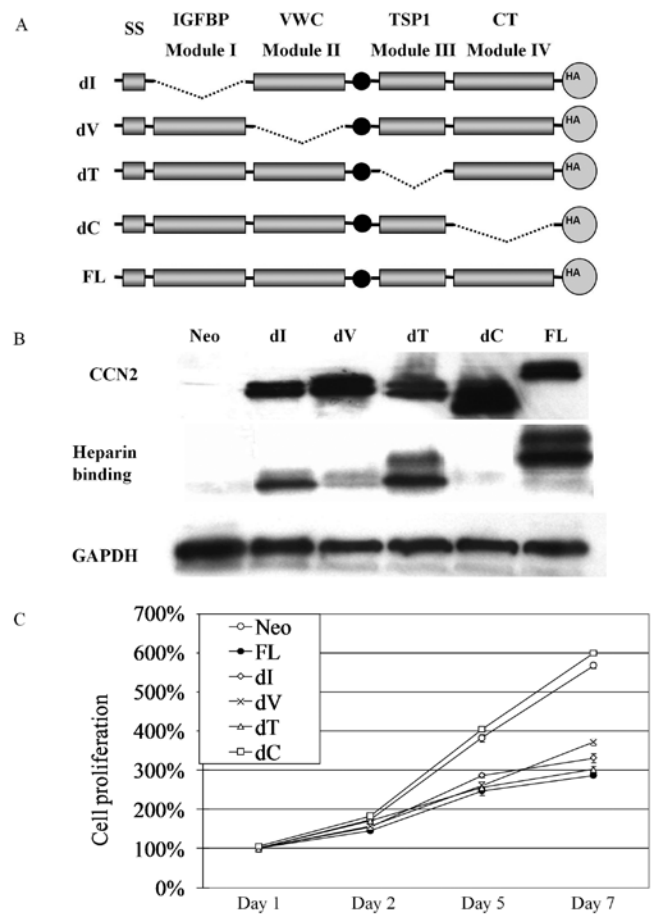 A
SS
IGFBP
Module I
VWC
Module II
TSP1
Module III
CT
Module IV
dI
HA
dV
HA
dT
HA
dC
HA
FL
HA
B
Neo dI dV dT dC FL
CCN2
Heparin
binding
GAPDH
C
700%
600%
500%
400%
300%
200%
100%
0%
Cell proliferation
Neo
FL
dI
dV
dT
dC
Day 1 Day 2 Day 5 Day 7